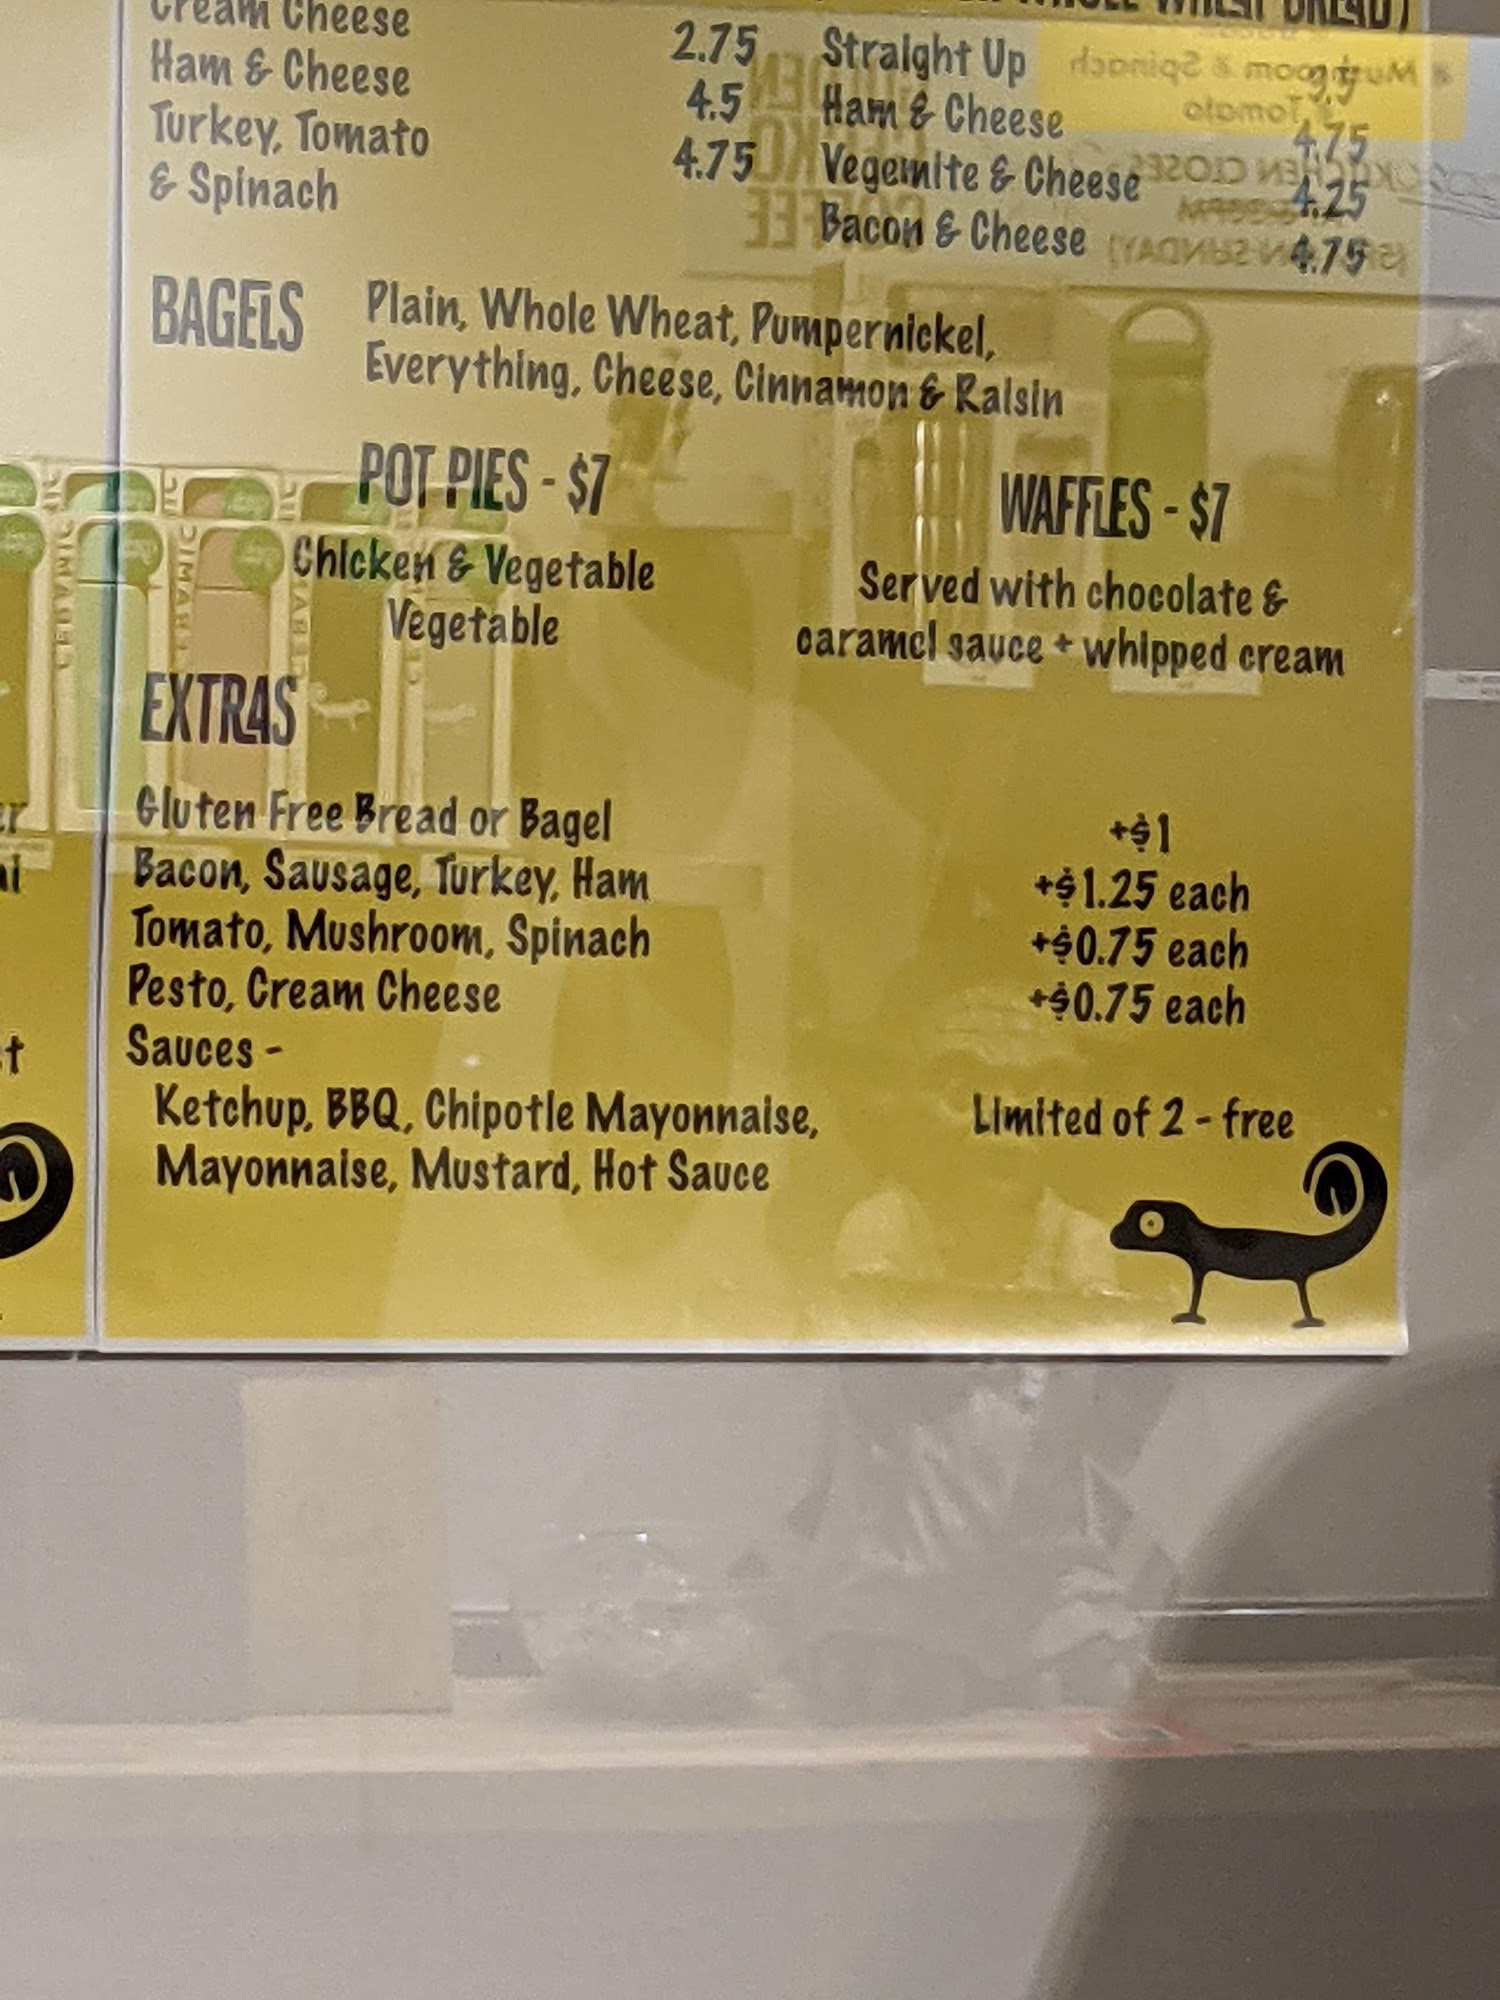 WHOLE WHEAT BREAD)
Cream Cheese 2.75
Ham & Cheese 4.5
Turkey, Tomato 4.75
& Spinach
Straight Up
Ham & Cheese 4.75
Vegemite & Cheese 4.25
Bacon & Cheese 4.75
BAGELS
Plain, Whole Wheat, Pumpernickel,
Everything, Cheese, Cinnamon & Raisin
POT PIES - $7
Chicken & Vegetable
Vegetable
WAFFLES - $7
Served with chocolate &
caramel sauce + whipped cream
EXTRAS
Gluten Free Bread or Bagel +$1
Bacon, Sausage, Turkey, Ham +$1.25 each
Tomato, Mushroom, Spinach +$0.75 each
Pesto, Cream Cheese +$0.75 each
Sauces -
Ketchup, BBQ, Chipotle Mayonnaise, Limited of 2 - free
Mayonnaise, Mustard, Hot Sauce